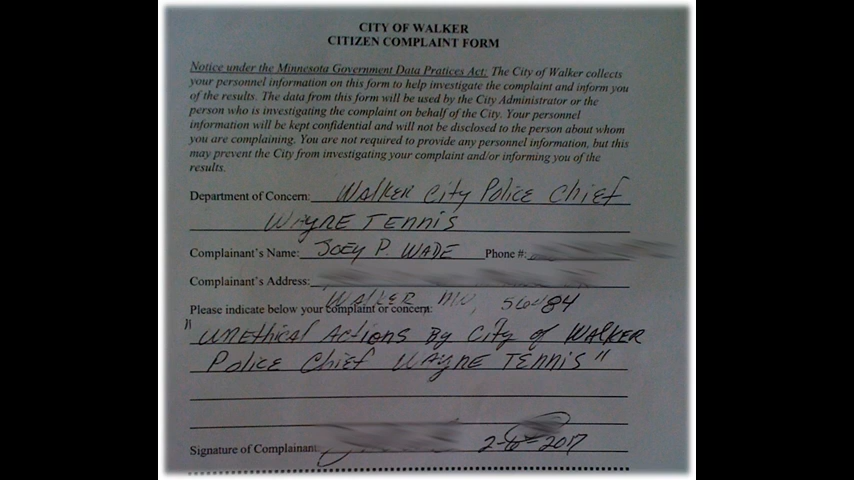 CITY OF WALKER
CITIZEN COMPLAINT FORM
Notice under the Minnesota Government Data Pratices Act: The City of Walker collects
your personnel information on this form to help investigate the complaint and inform you
of the results. The data from this form will be used by the City Administrator or the
person who is investigating the complaint on behalf of the City. Your personnel
information will be kept confidential and will not be disclosed to the person about whom
you are complaining. You are not required to provide any personnel information, but this
may prevent the City from investigating your complaint and/or informing you of the
results.
Department of Concern: WALKER City Police Chief
WAYNE TENNIS
Complainant's Name: JOEY P. WADE Phone #:
Complainant's Address:
WALKER MN, 56484
Please indicate below your complaint or concern:
"UNEthical Actions By City of WALKER
Police Chief WAYNE TENNIS"
Signature of Complainant: 2-6-2017